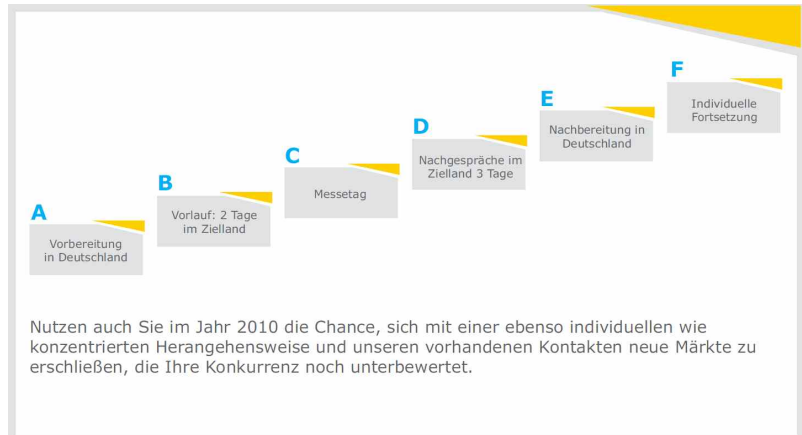 A
Vorbereitung
in Deutschland
B
Vorlauf: 2 Tage
im Zielland
C
Messetag
D
Nachgespräche im
Zielland 3 Tage
E
Nachbereitung in
Deutschland
F
Individuelle
Fortsetzung
Nutzen auch Sie im Jahr 2010 die Chance, sich mit einer ebenso individuellen wie
konzentrierten Herangehensweise und unseren vorhandenen Kontakten neue Märkte zu
erschließen, die Ihre Konkurrenz noch unterbewertet.